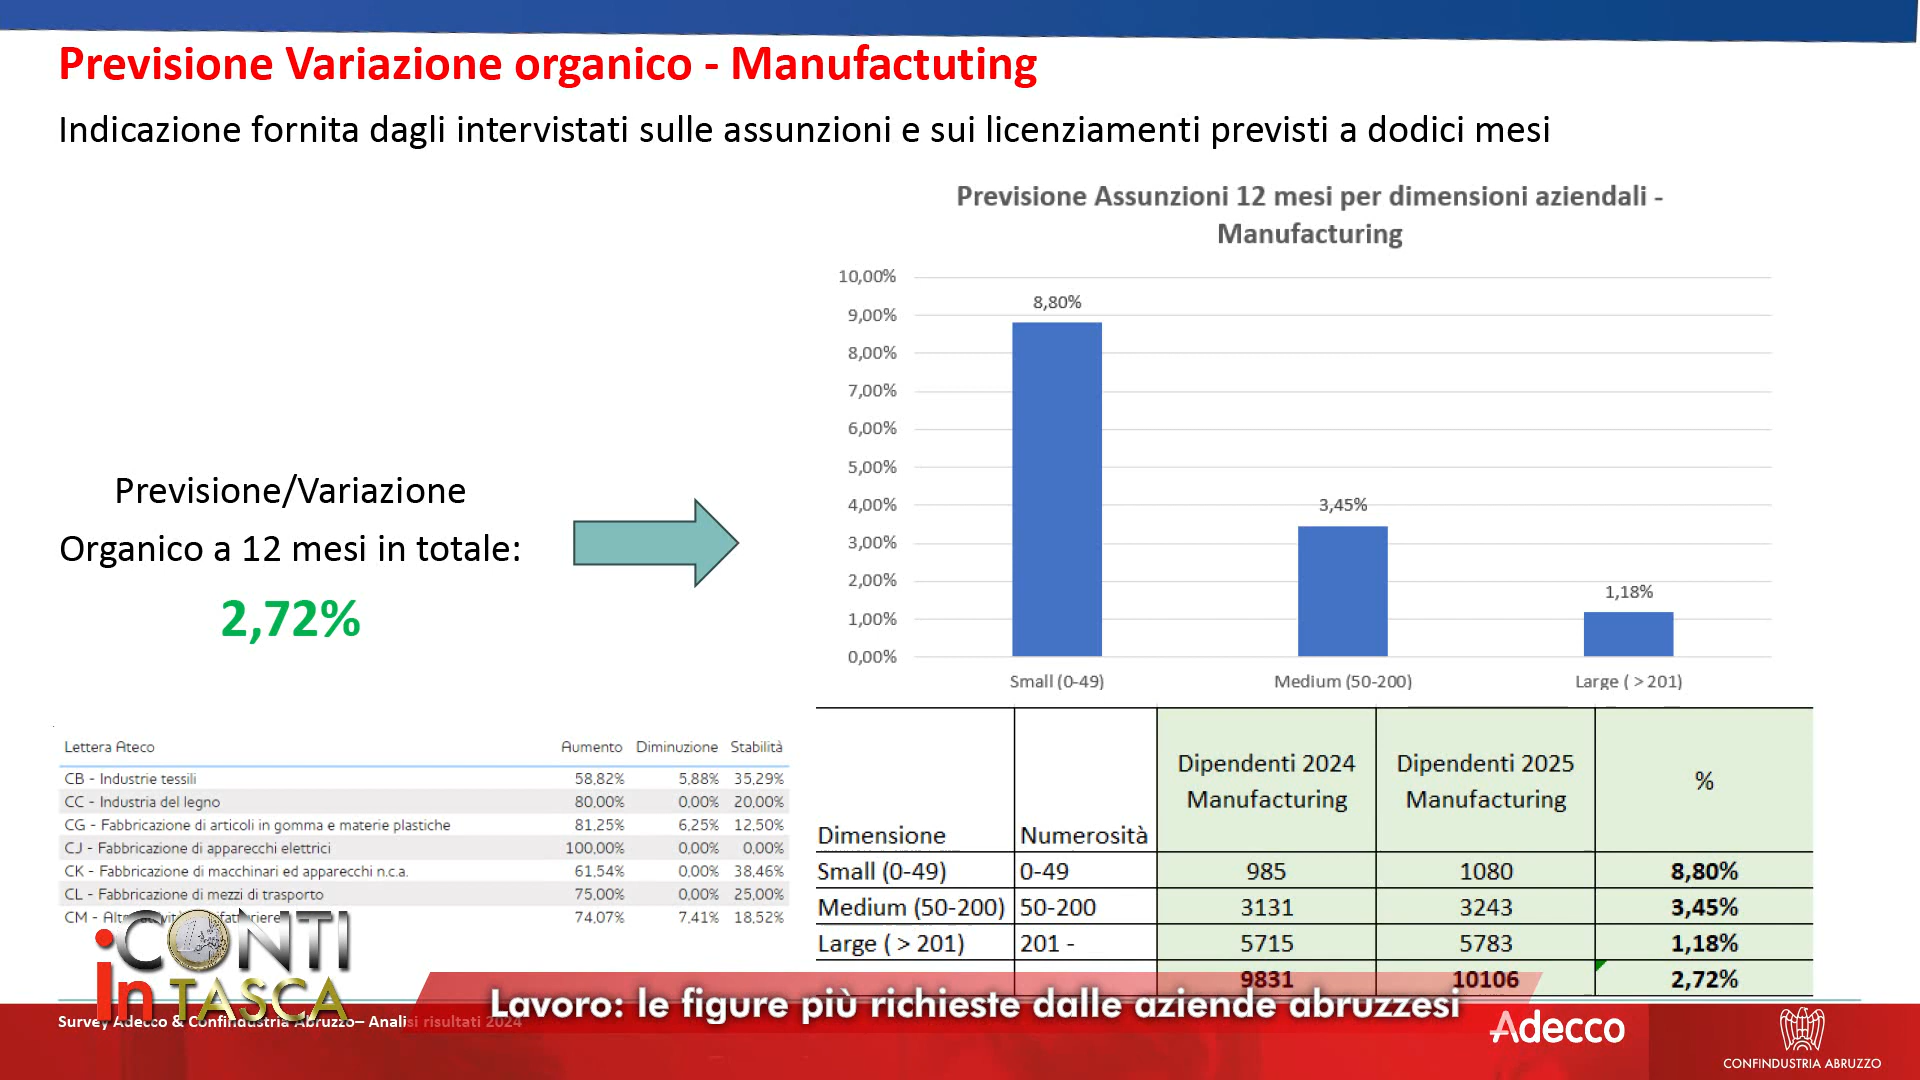 Previsione Variazione organico - Manufactuting
Indicazione fornita dagli intervistati sulle assunzioni e sui licenziamenti previsti a dodici mesi
Previsione/Variazione
Organico a 12 mesi in totale:
2,72%
Previsione Assunzioni 12 mesi per dimensioni aziendali -
Manufacturing
10,00%
9,00%
8,00%
7,00%
6,00%
5,00%
4,00%
3,00%
2,00%
1,00%
0,00%
8,80%
3,45%
1,18%
Small (0-49) Medium (50-200) Large ( > 201)
Lettera Ateco Aumento Diminuzione Stabilità
CB - Industrie tessili 58,82% 5,88% 35,29%
CC - Industria del legno 80,00% 0,00% 20,00%
CG - Fabbricazione di articoli in gomma e materie plastiche 81,25% 6,25% 12,50%
CJ - Fabbricazione di apparecchi elettrici 100,00% 0,00% 0,00%
CK - Fabbricazione di macchinari ed apparecchi n.c.a. 61,54% 0,00% 38,46%
CL - Fabbricazione di mezzi di trasporto 75,00% 0,00% 25,00%
CM - 74,07% 7,41% 18,52%
Dipendenti 2024 Dipendenti 2025 %
Manufacturing Manufacturing
Dimensione Numerosità
Small (0-49) 0-49 985 1080 8,80%
Medium (50-200) 50-200 3131 3243 3,45%
Large ( > 201) 201 - 5715 5783 1,18%
9831 10106 2,72%
i CONTI
in TASCA
Lavoro: le figure più richieste dalle aziende abruzzesi
Survey Adecco & Confindustria Abruzzo– Analisi risultati 2024
Adecco
CONFINDUSTRIA ABRUZZO